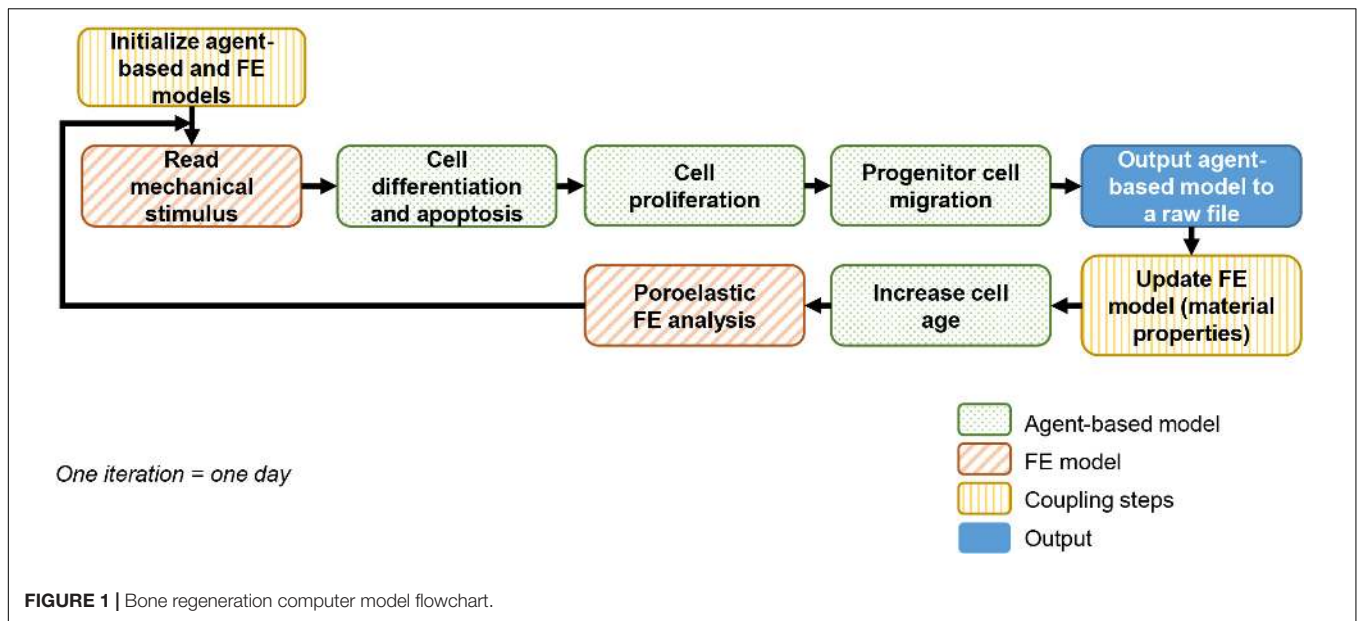 Initialize agent-
based and FE
models
Read
mechanical
stimulus
Cell
differentiation
and apoptosis
Cell
proliferation
Progenitor cell
migration
Output agent-
based model to
a raw file
Update FE
model (material
properties)
Increase cell
age
Poroelastic
FE analysis
One iteration = one day
Agent-based model
FE model
Coupling steps
Output
FIGURE 1 | Bone regeneration computer model flowchart.